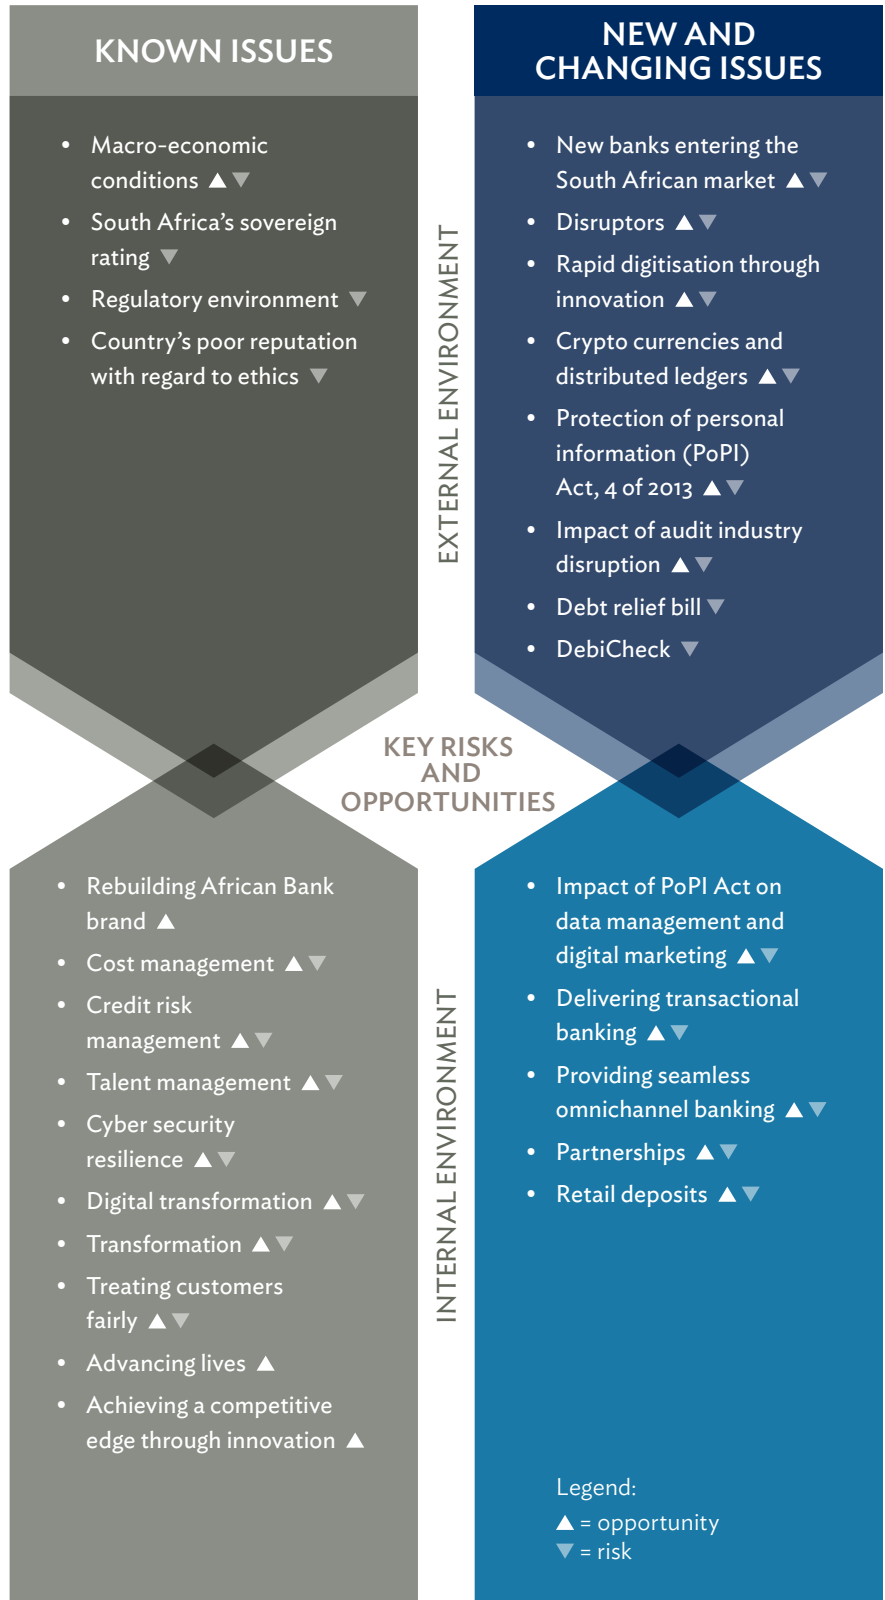 KNOWN ISSUES
• Macro-economic
conditions ▲ ▼
• South Africa's sovereign
rating ▼
• Regulatory environment ▼
• Country's poor reputation
with regard to ethics ▼
NEW AND
CHANGING ISSUES
• New banks entering the
South African market ▲ ▼
• Disruptors ▲ ▼
• Rapid digitisation through
innovation ▲ ▼
• Crypto currencies and
distributed ledgers ▲ ▼
• Protection of personal
information (PoPI)
Act, 4 of 2013 ▲ ▼
• Impact of audit industry
disruption ▲ ▼
• Debt relief bill ▼
• DebiCheck ▼
EXTERNAL ENVIRONMENT
KEY RISKS
AND
OPPORTUNITIES
• Rebuilding African Bank
brand ▲
• Cost management ▲ ▼
• Credit risk
management ▲ ▼
• Talent management ▲ ▼
• Cyber security
resilience ▲ ▼
• Digital transformation ▲ ▼
• Transformation ▲ ▼
• Treating customers
fairly ▲ ▼
• Advancing lives ▲
• Achieving a competitive
edge through innovation ▲
INTERNAL ENVIRONMENT
• Impact of PoPI Act on
data management and
digital marketing ▲ ▼
• Delivering transactional
banking ▲ ▼
• Providing seamless
omnichannel banking ▲ ▼
• Partnerships ▲ ▼
• Retail deposits ▲ ▼
Legend:
▲ = opportunity
▼ = risk